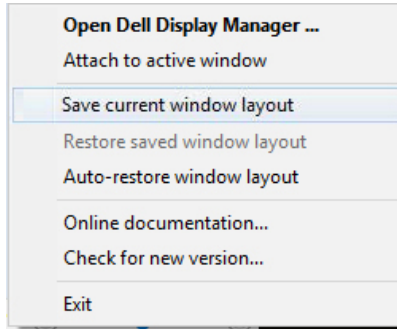 Open Dell Display Manager ...
Attach to active window
Save current window layout
Restore saved window layout
Auto-restore window layout
Online documentation...
Check for new version...
Exit